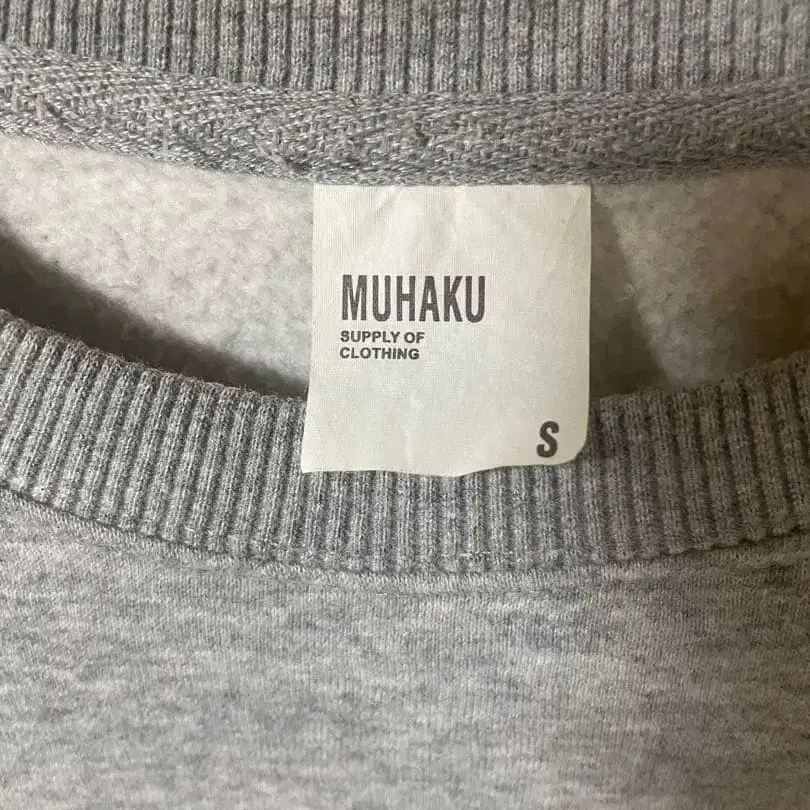 MUHAKU
SUPPLY OF
CLOTHING
S